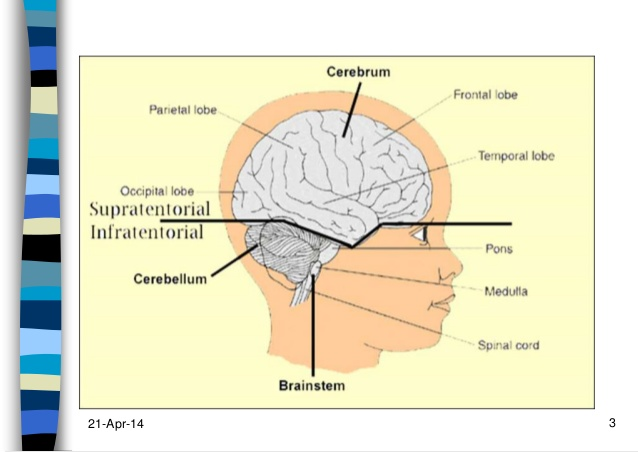 Cerebrum
Frontal lobe
Parietal lobe
Temporal lobe
Occipital lobe
Supratentorial
Infratentorial
Pons
Cerebellum
Medulla
Spinal cord
Brainstem
21-Apr-14
3